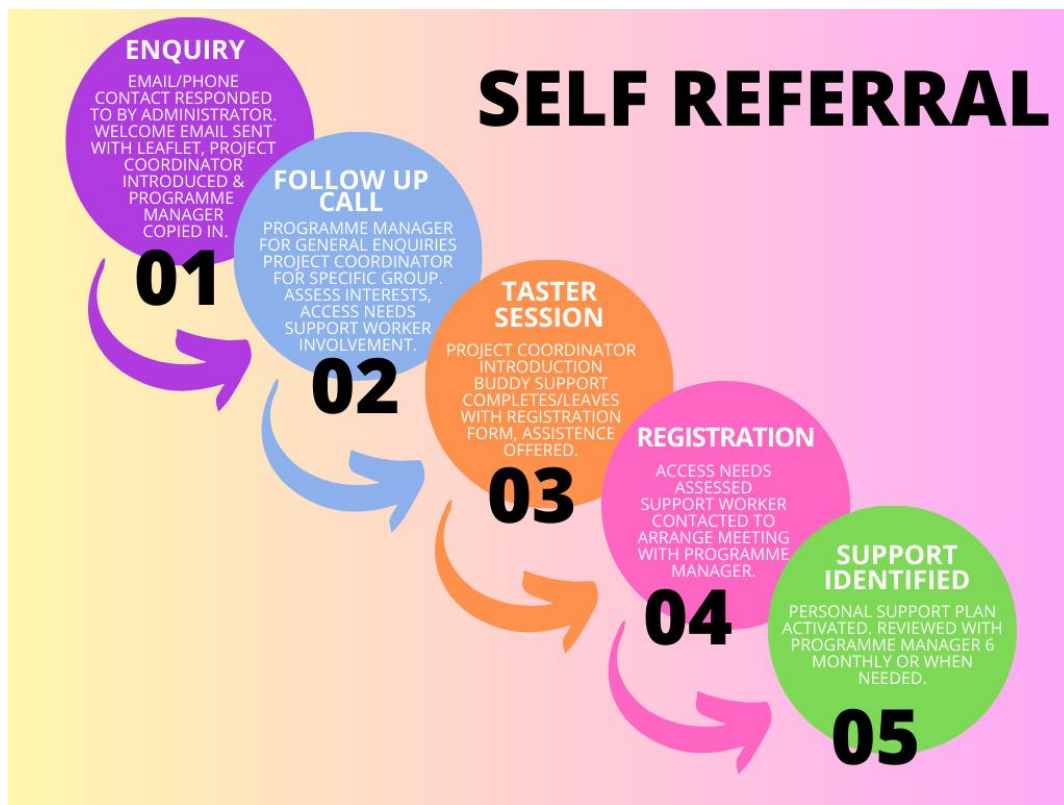 SELF REFERRAL
ENQUIRY
EMAIL/PHONE
CONTACT RESPONDED
TO BY ADMINISTRATOR.
WELCOME EMAIL SENT
WITH LEAFLET, PROJECT
COORDINATOR
INTRODUCED &
PROGRAMME
MANAGER
COPIED IN.
01
FOLLOW UP
CALL
PROGRAMME MANAGER
FOR GENERAL ENQUIRIES
PROJECT COORDINATOR
FOR SPECIFIC GROUP.
ASSESS INTERESTS,
ACCESS NEEDS
SUPPORT WORKER
INVOLVEMENT.
02
TASTER
SESSION
PROJECT COORDINATOR
INTRODUCTION
BUDDY SUPPORT
COMPLETES/LEAVES
WITH REGISTRATION
FORM, ASSISTENCE
OFFERED.
03
REGISTRATION
ACCESS NEEDS
ASSESSED
SUPPORT WORKER
CONTACTED TO
ARRANGE MEETING
WITH PROGRAMME
MANAGER.
04
SUPPORT
IDENTIFIED
PERSONAL SUPPORT PLAN
ACTIVATED. REVIEWED WITH
PROGRAMME MANAGER 6
MONTHLY OR WHEN
NEEDED.
05